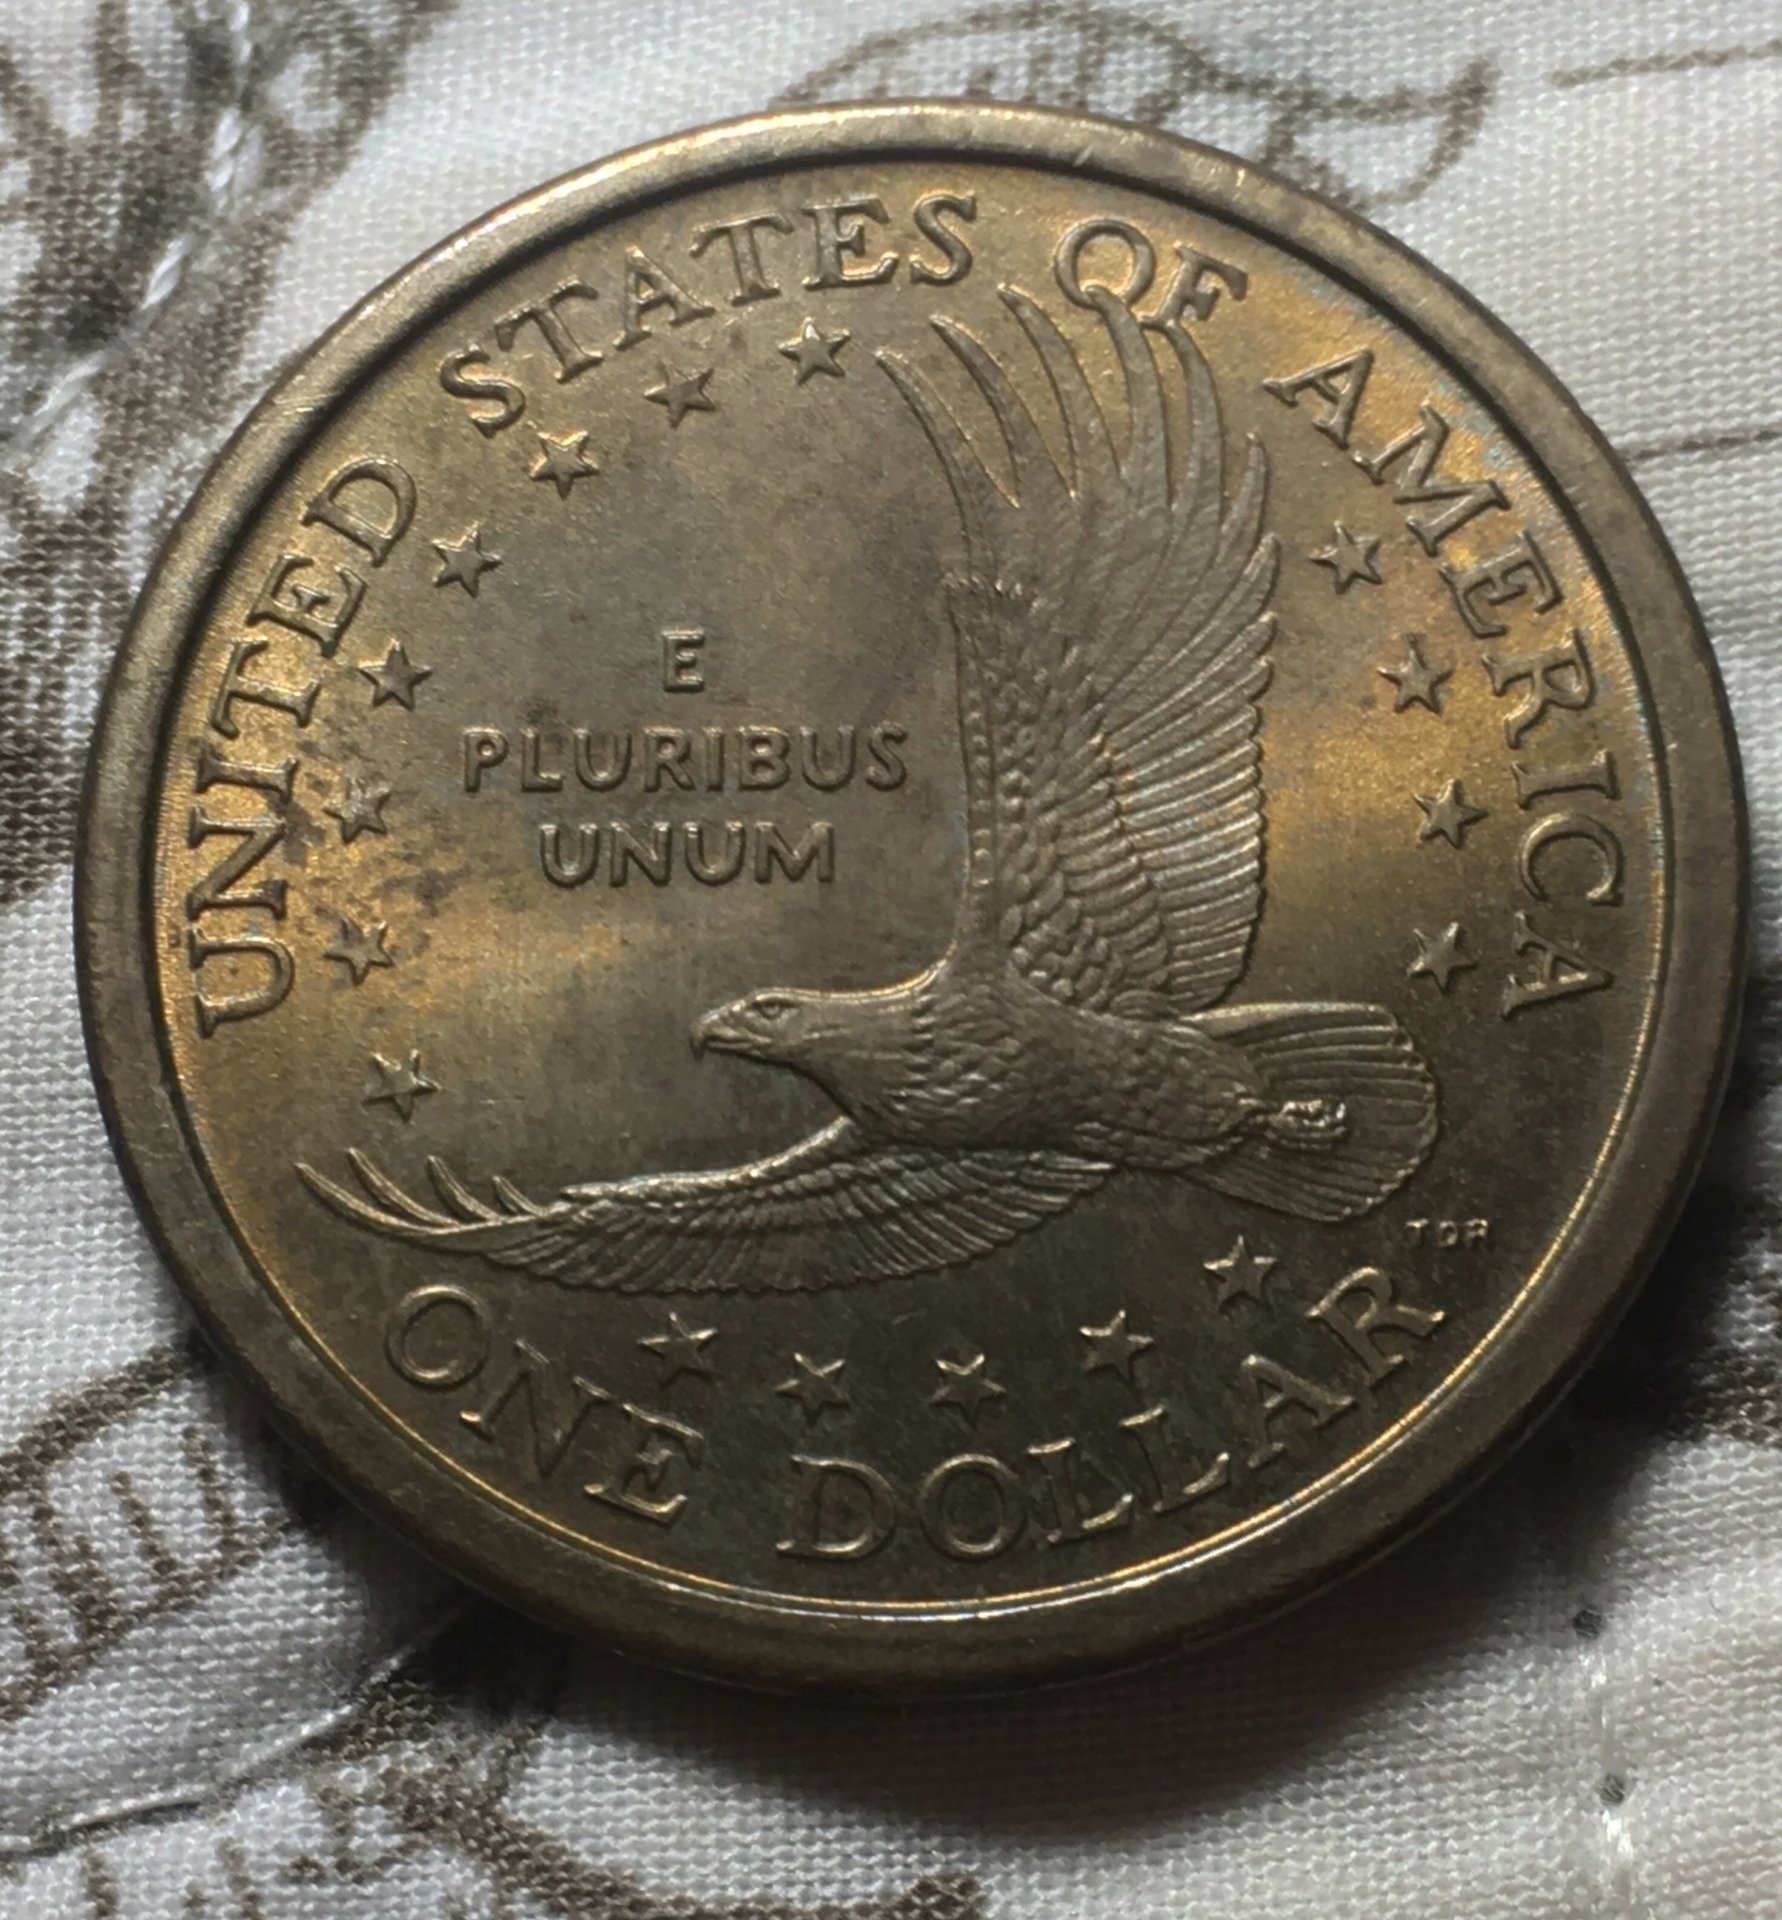 UNITED STATES OF AMERICA
E
PLURIBUS
UNUM
TDR
ONE DOLLAR